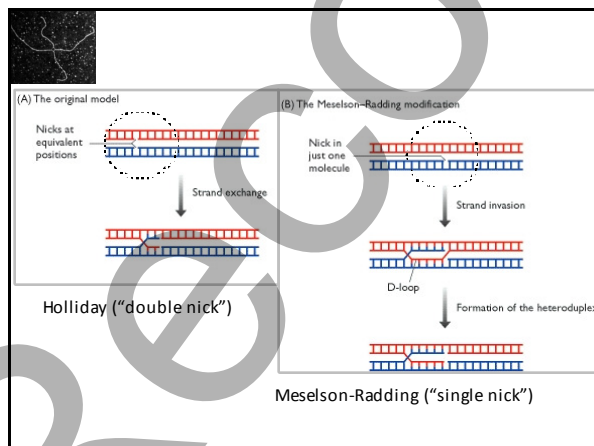 (A) The original model
Nicks at
equivalent
positions
Strand exchange
Holliday (“double nick”)
(B) The Meselson–Radding modification
Nick in
just one
molecule
Strand invasion
D-loop
Formation of the heteroduplex
Meselson-Radding (“single nick”)